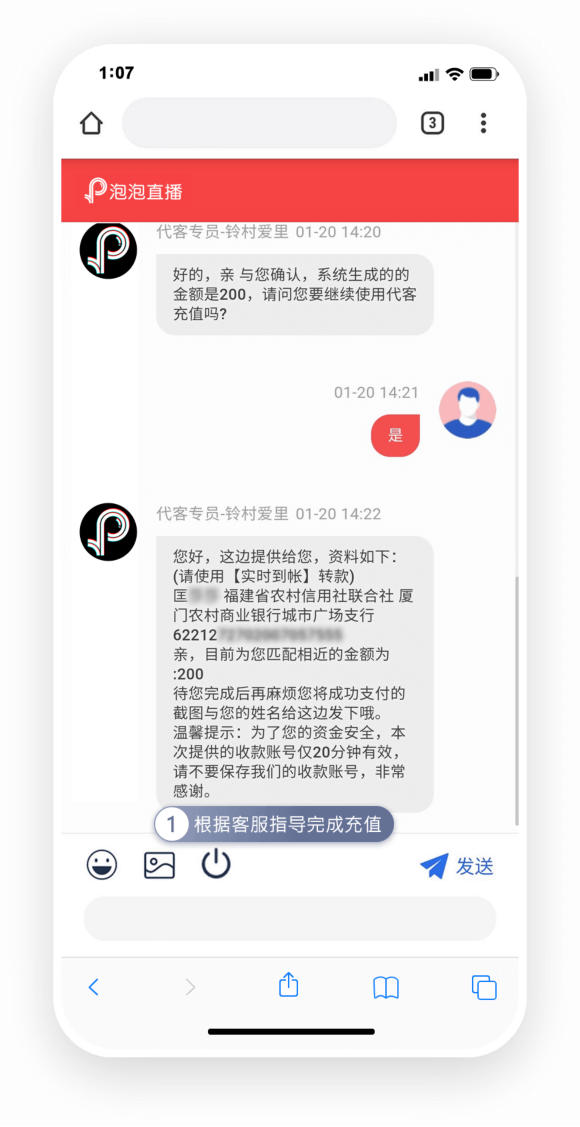 1:07
3
泡泡直播
代客专员-铃村爱里 01-20 14:20
好的，亲 与您确认，系统生成的的
金额是200，请问您要继续使用代客
充值吗?
01-20 14:21
是
代客专员-铃村爱里 01-20 14:22
您好，这边提供给您，资料如下：
(请使用【实时到帐】转款)
匡 福建省农村信用社联合社 厦
门农村商业银行城市广场支行
62212
亲，目前为您匹配相近的金额为
:200
待您完成后再麻烦您将成功支付的
截图与您的姓名给这边发下哦。
温馨提示：为了您的资金安全，本
次提供的收款账号仅20分钟有效，
请不要保存我们的收款账号，非常
感谢。
1 根据客服指导完成充值
发送